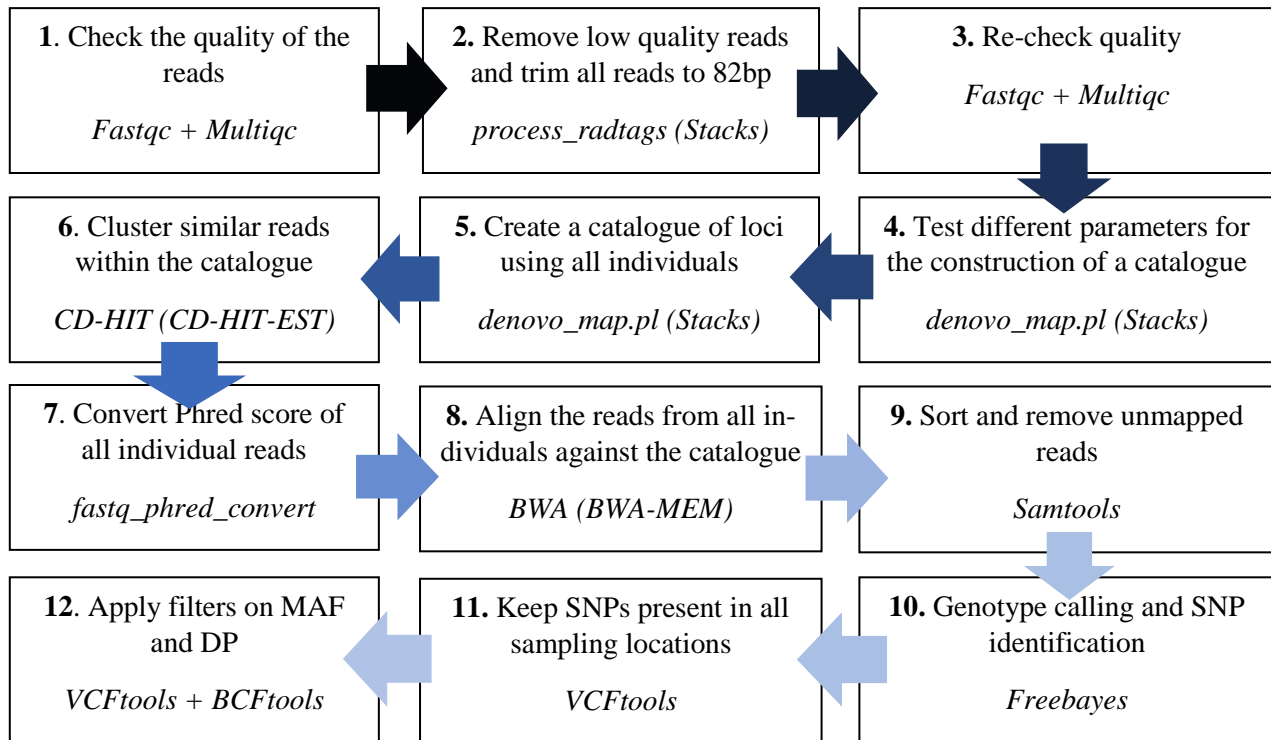 1. Check the quality of the
reads
Fastqc + Multiqc
2. Remove low quality reads
and trim all reads to 82bp
process_radtags (Stacks)
3. Re-check quality
Fastqc + Multiqc
4. Test different parameters for
the construction of a catalogue
denovo_map.pl (Stacks)
5. Create a catalogue of loci
using all individuals
denovo_map.pl (Stacks)
6. Cluster similar reads
within the catalogue
CD-HIT (CD-HIT-EST)
7. Convert Phred score of
all individual reads
fastq_phred_convert
8. Align the reads from all in-
dividuals against the catalogue
BWA (BWA-MEM)
9. Sort and remove unmapped
reads
Samtools
10. Genotype calling and SNP
identification
Freebayes
11. Keep SNPs present in all
sampling locations
VCFtools
12. Apply filters on MAF
and DP
VCFtools + BCFtools